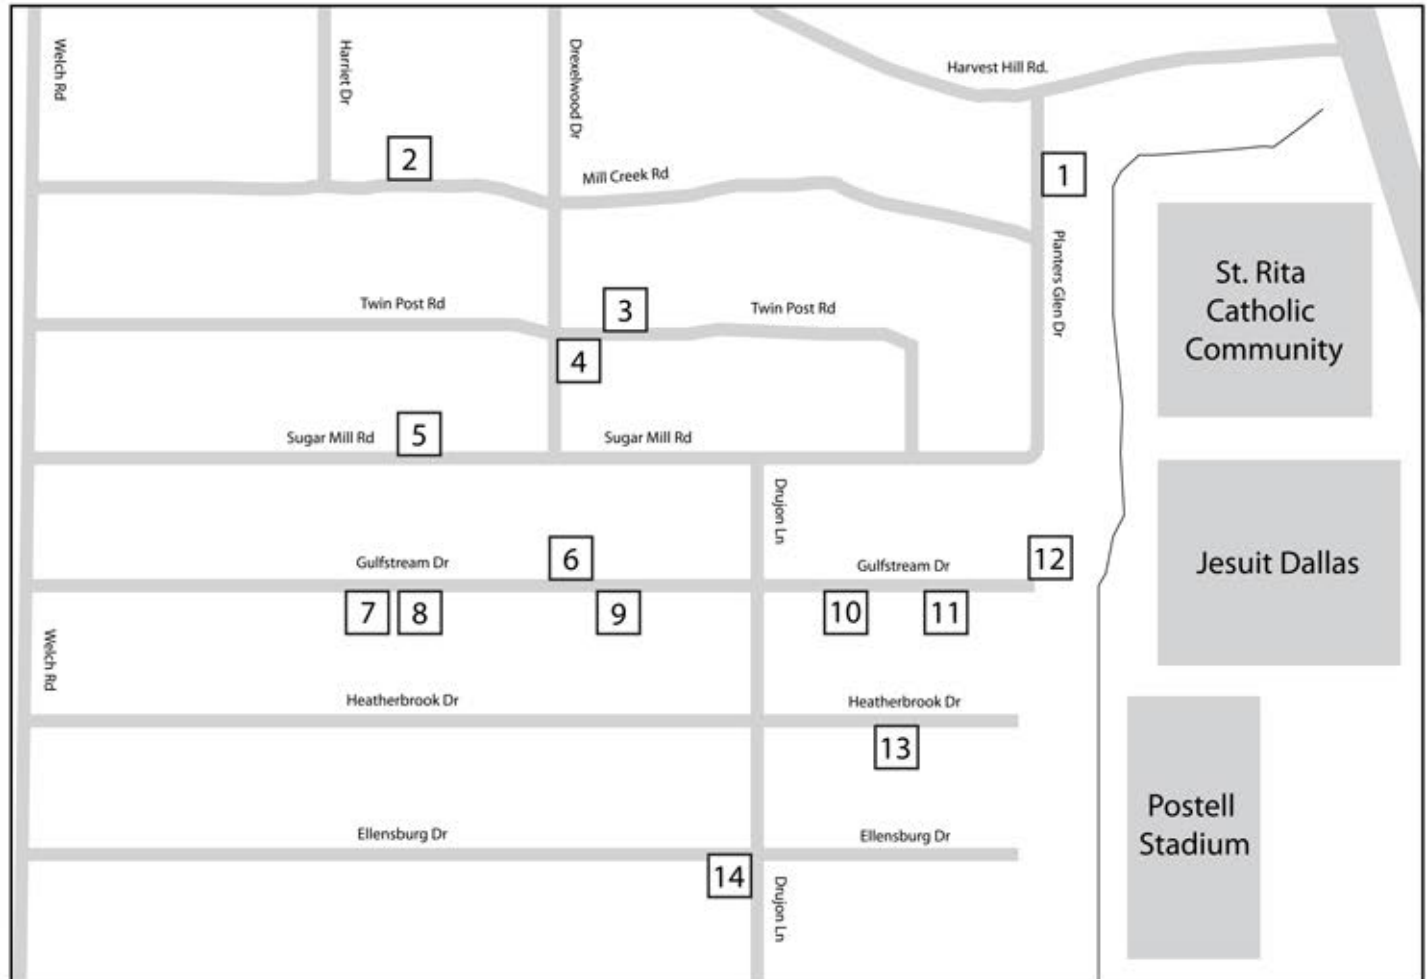 Welch Rd
Harriet Dr
Drexelwood Dr
Harvest Hill Rd.
2
Mill Creek Rd
1
Planters Glen Dr
St. Rita
Catholic
Community
Twin Post Rd
3
Twin Post Rd
4
Sugar Mill Rd
5
Sugar Mill Rd
Drujon Ln
Gulfstream Dr
6
Gulfstream Dr
12
Jesuit Dallas
7
8
9
10
11
Welch Rd
Heatherbrook Dr
Heatherbrook Dr
13
Postell
Stadium
Ellensburg Dr
Ellensburg Dr
14
Drujon Ln